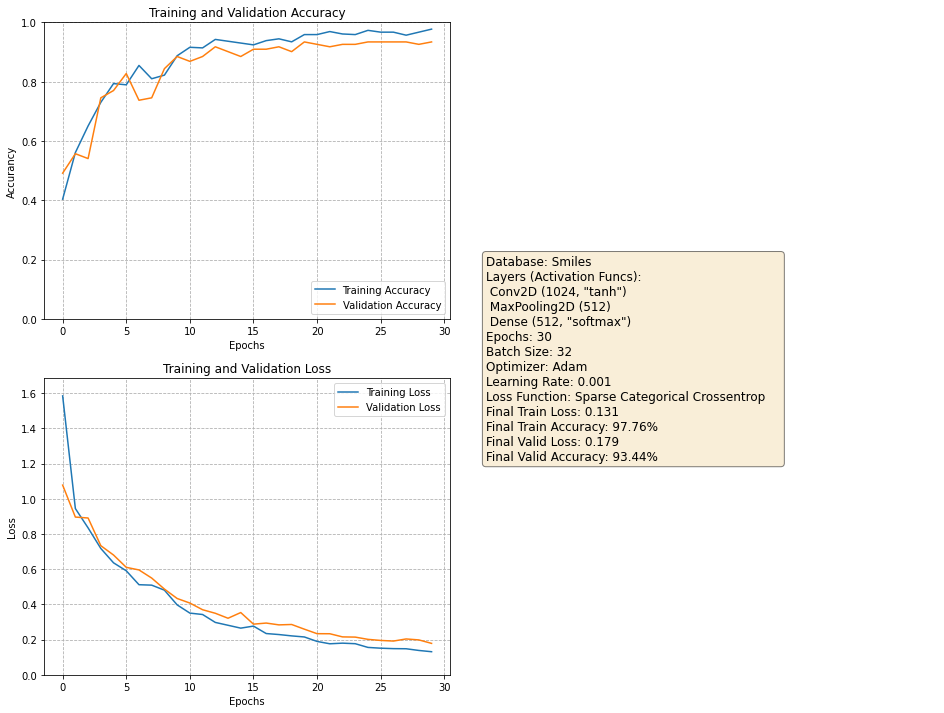 Training and Validation Accuracy
1.0
0.8
0.6
0.4
0.2
0.0
Accurancy
Training Accuracy
Validation Accuracy
0 5 10 15 20 25 30
Epochs
Training and Validation Loss
1.6
1.4
1.2
1.0
0.8
0.6
0.4
0.2
0.0
Loss
Training Loss
Validation Loss
0 5 10 15 20 25 30
Epochs
Database: Smiles
Layers (Activation Funcs):
Conv2D (1024, "tanh")
MaxPooling2D (512)
Dense (512, "softmax")
Epochs: 30
Batch Size: 32
Optimizer: Adam
Learning Rate: 0.001
Loss Function: Sparse Categorical Crossentrop
Final Train Loss: 0.131
Final Train Accuracy: 97.76%
Final Valid Loss: 0.179
Final Valid Accuracy: 93.44%